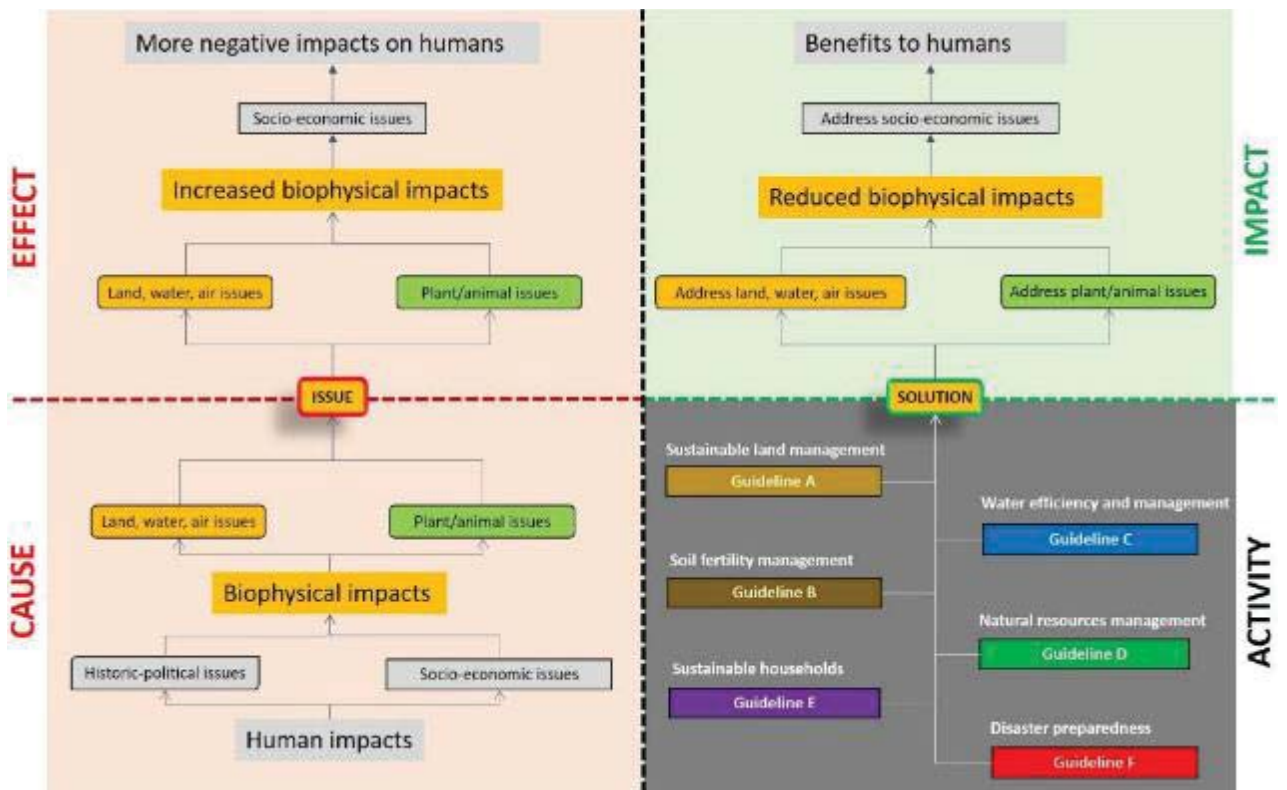 More negative impacts on humans
Socio-economic issues
Increased biophysical impacts
Land, water, air issues
Plant/animal issues
EFFECT
ISSUE
Land, water, air issues
Plant/animal issues
Biophysical impacts
Historic-political issues
Socio-economic issues
Human impacts
CAUSE
Benefits to humans
Address socio-economic issues
Reduced biophysical impacts
Address land, water, air issues
Address plant/animal issues
IMPACT
SOLUTION
Sustainable land management
Guideline A
Water efficiency and management
Guideline C
Soil fertility management
Guideline B
Natural resources management
Guideline D
Sustainable households
Guideline E
Disaster preparedness
Guideline F
ACTIVITY